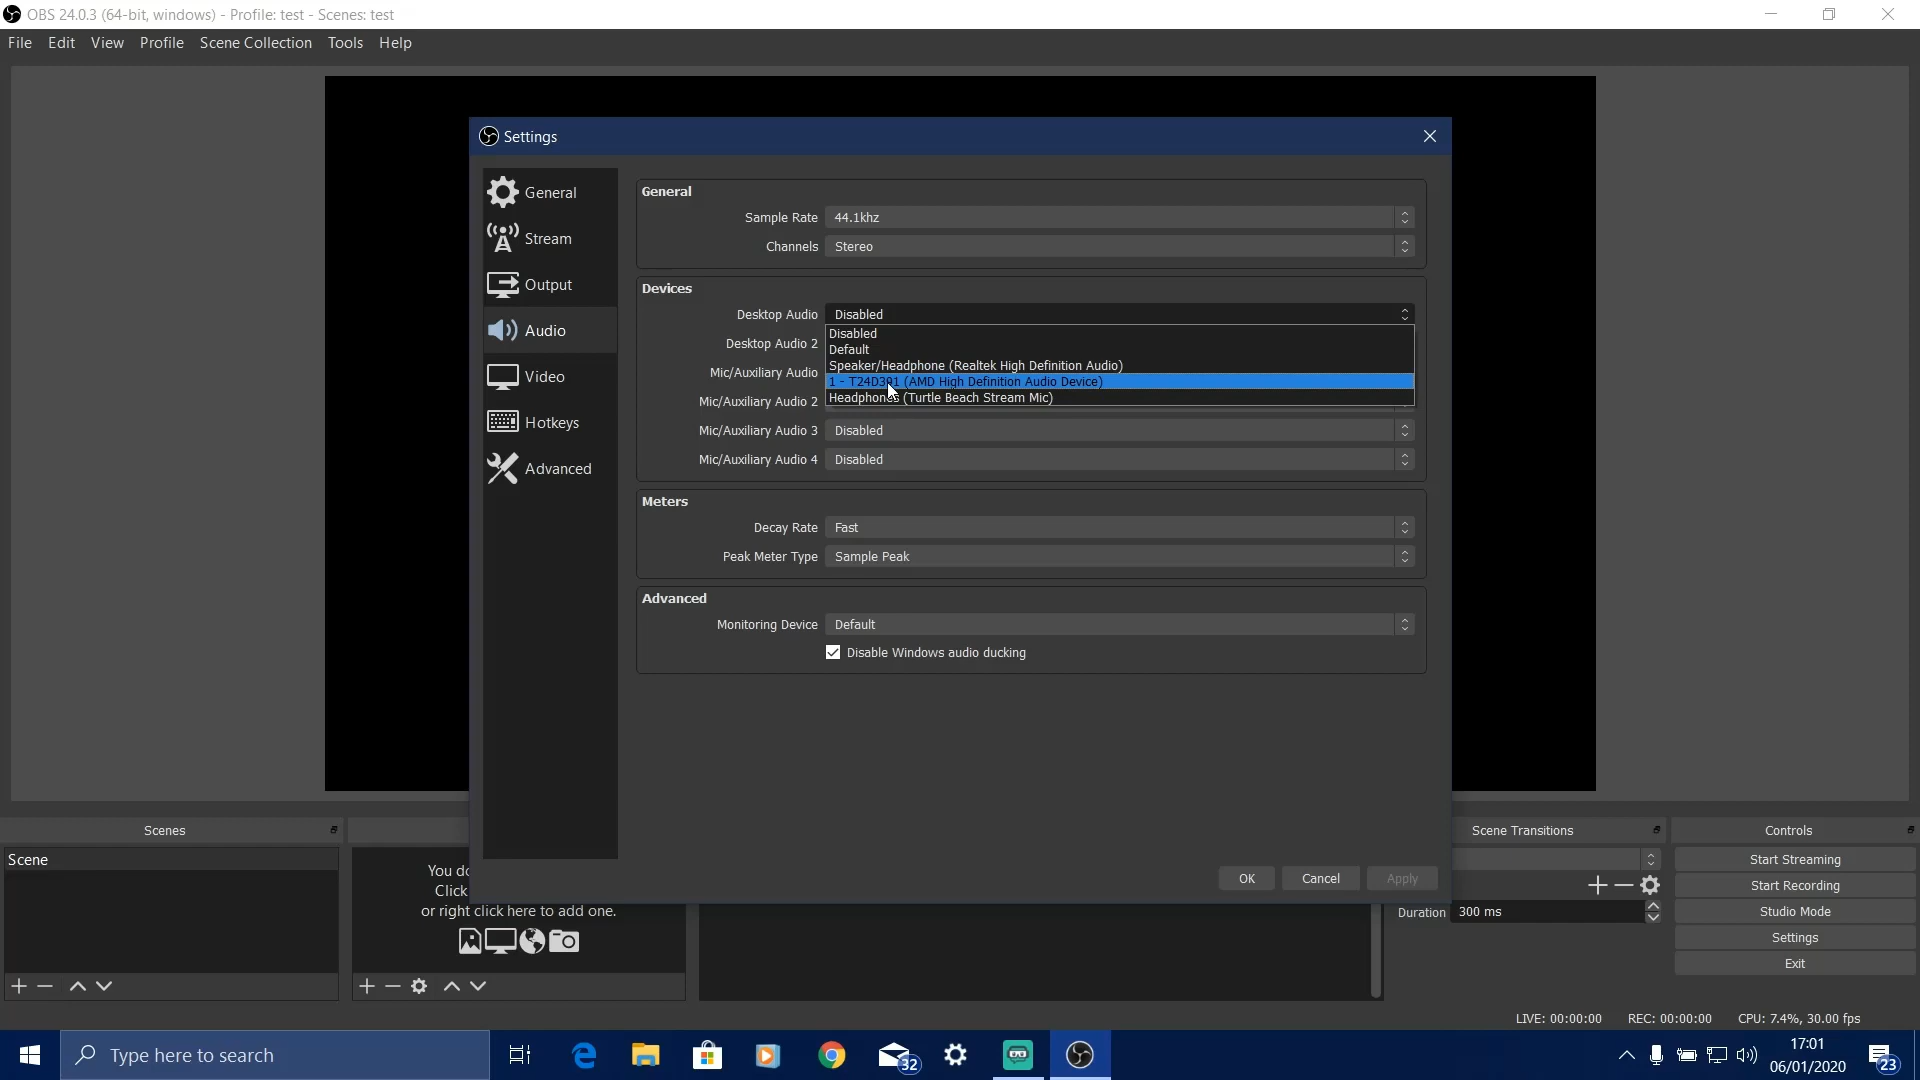 OBS 24.0.3 (64-bit, windows) - Profile: test - Scenes: test
File Edit View Profile Scene Collection Tools Help
Settings
General
Stream
Output
Audio
Video
Hotkeys
Advanced
General
Sample Rate 44.1khz
Channels Stereo
Devices
Desktop Audio Disabled
Disabled
Default
Speaker/Headphone (Realtek High Definition Audio)
1 - T24D391 (AMD High Definition Audio Device)
Headphones (Turtle Beach Stream Mic)
Desktop Audio 2
Mic/Auxiliary Audio
Mic/Auxiliary Audio 2
Mic/Auxiliary Audio 3 Disabled
Mic/Auxiliary Audio 4 Disabled
Meters
Decay Rate Fast
Peak Meter Type Sample Peak
Advanced
Monitoring Device Default
Disable Windows audio ducking
OK Cancel Apply
Scenes
Scene
You do
Click
or right click here to add one.
Scene Transitions
Duration 300 ms
Controls
Start Streaming
Start Recording
Studio Mode
Settings
Exit
LIVE: 00:00:00 REC: 00:00:00 CPU: 7.4%, 30.00 fps
Type here to search
32
17:01
06/01/2020
23